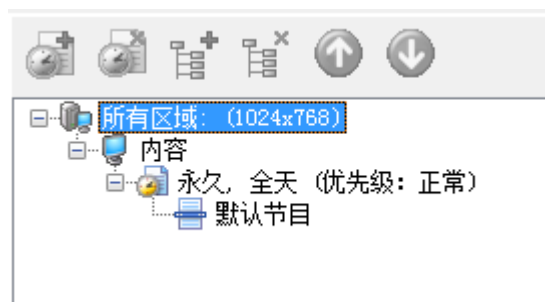 所有区域: (1024x768)
内容
永久, 全天 (优先级: 正常)
默认节目